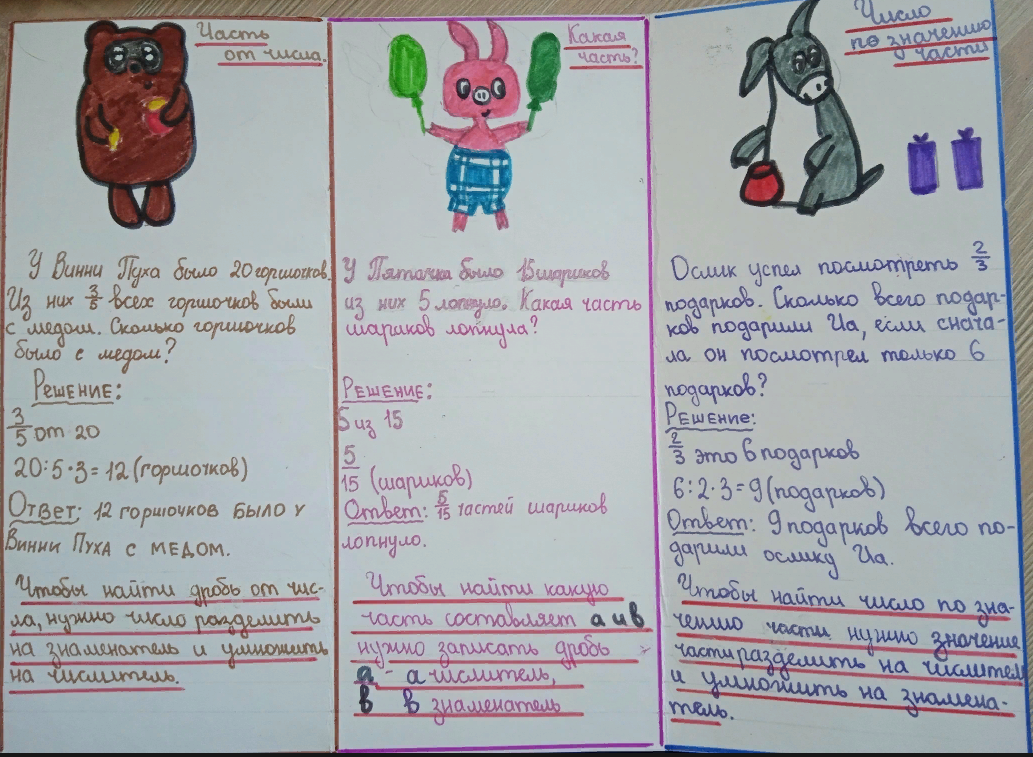 Часть
от числа.
У Винни Пуха было 20 горшочков.
Из них 3/5 всех горшочков были
с медом. Сколько горшочков
было с медом?
Решение:
3/5 от 20
20:5·3=12 (горшочков)
Ответ: 12 горшочков было у
Винни Пуха с медом.
Чтобы найти дробь от чис-
ла, нужно число разделить
на знаменатель и умножить
на числитель.
Какая
часть?
У Пятачка было 15 шариков
из них 5 лопнуло. Какая часть
шариков лопнула?
Решение:
5 из 15
5/15 (шариков)
Ответ: 5/15 частей шариков
лопнуло.
Чтобы найти какую
часть составляет а и в
нужно записать дробь
а - а числитель,
в в знаменатель
Число
по значению
части
Ослик успел посмотреть 2/3
подарков. Сколько всего подар-
ков подарили Иа, если снача-
ла он посмотрел только 6
подарков?
Решение:
2/3 это 6 подарков
6:2·3=9 (подарков)
Ответ: 9 подарков всего по-
дарили ослику Иа.
Чтобы найти число по зна-
чению части нужно значение
части разделить на числител
и умножить на знамена-
тель.